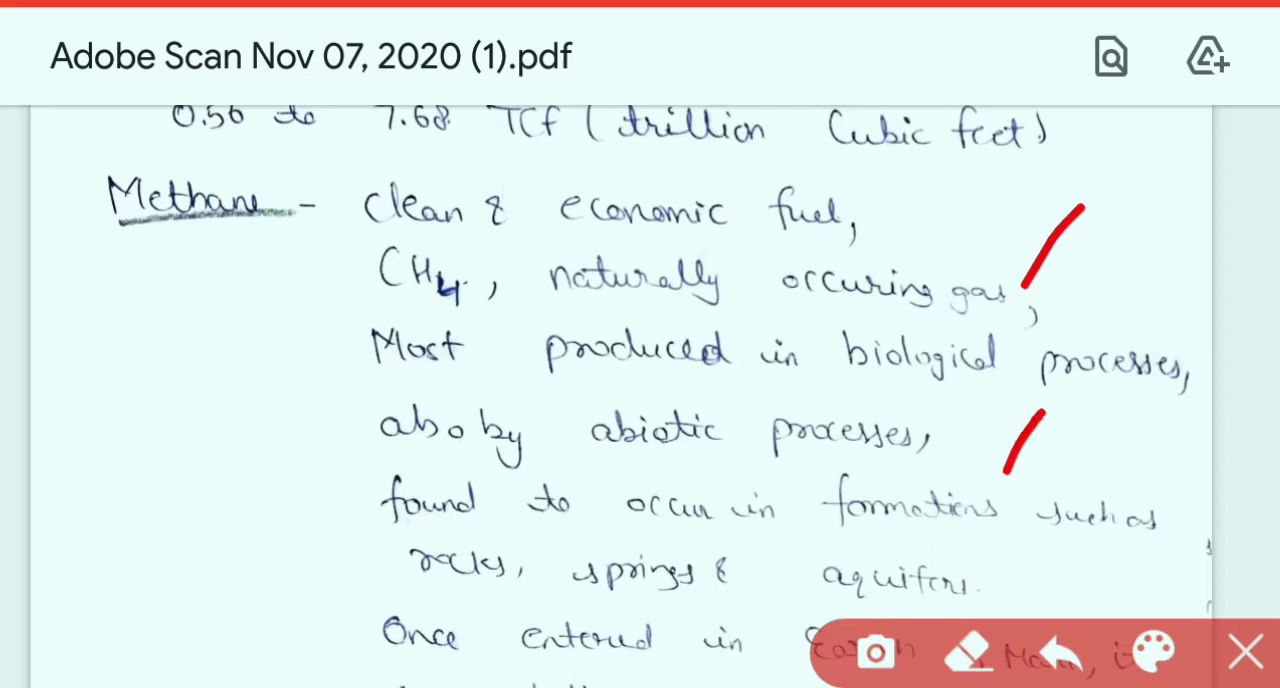 Adobe Scan Nov 07, 2020 (1).pdf
0.56 to 7.68 TCf (trillion Cubic feet)
Methane - clean & economic fuel,
CH4, naturally occuring gas,
Most produced in biological processes,
also by abiotic processes,
found to occur in formations such as
rocks, springs & aquifers.
Once entered in Earth